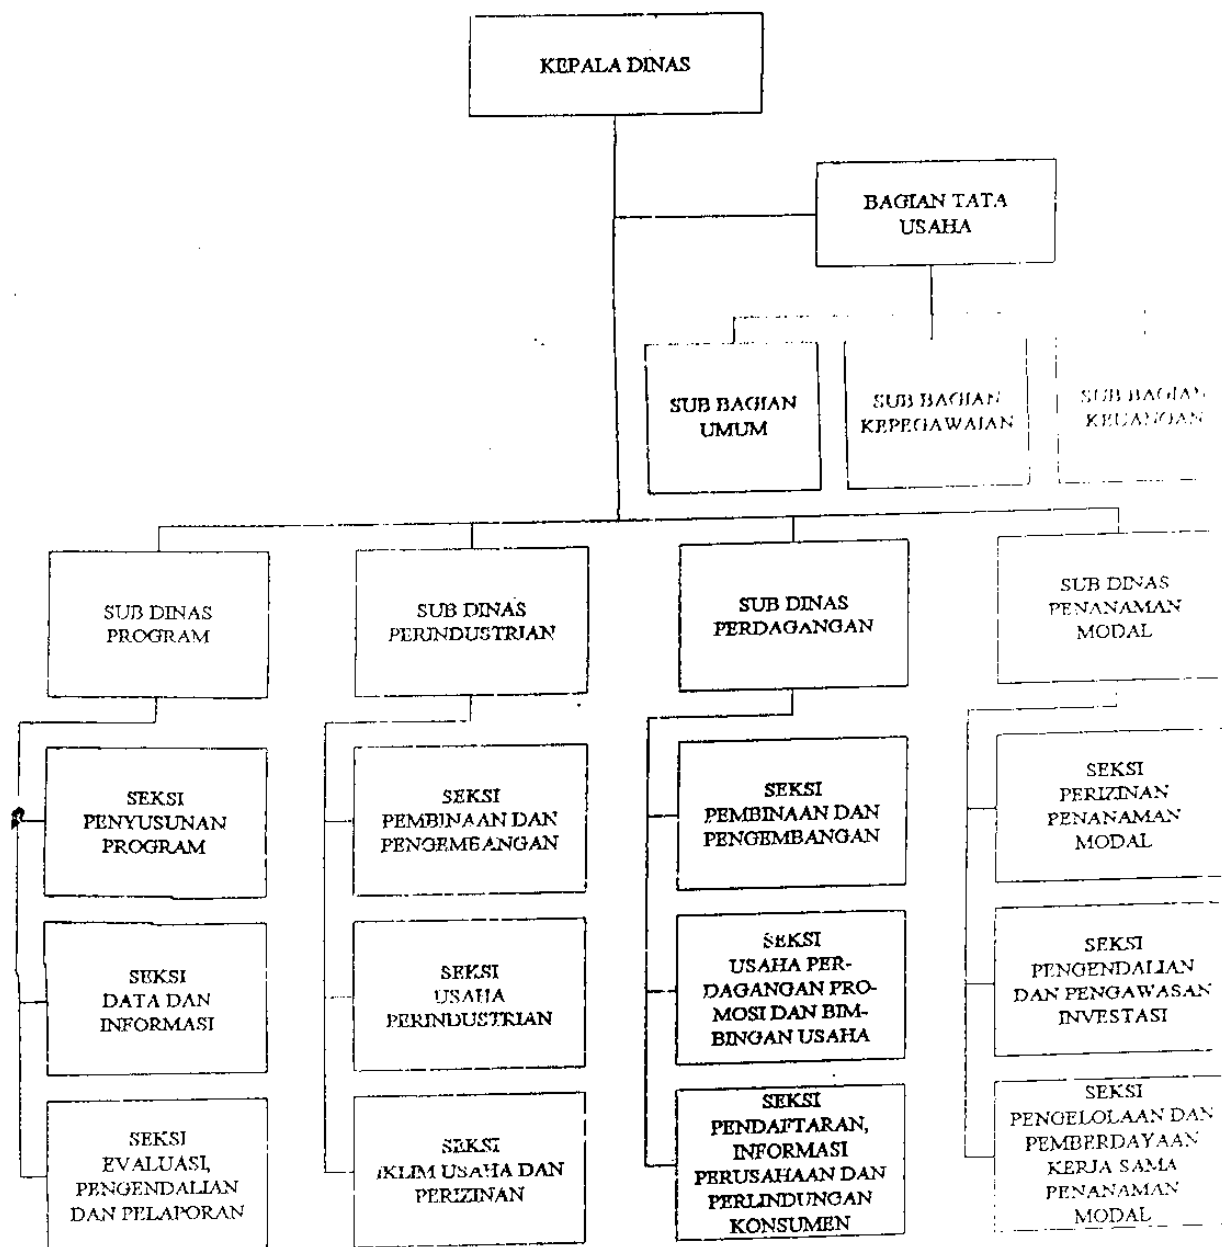 KEPALA DINAS
BAGIAN TATA
USAHA
SUB BAGIAN
UMUM
SUB BAGIAN
KEPEGAWAIAN
SUB BAGIAN
KEUANGAN
SUB DINAS
PROGRAM
SUB DINAS
PERINDUSTRIAN
SUB DINAS
PERDAGANGAN
SUB DINAS
PENANAMAN
MODAL
SEKSI
PENYUSUNAN
PROGRAM
SEKSI
PEMBINAAN DAN
PENGEMBANGAN
SEKSI
PEMBINAAN DAN
PENGEMBANGAN
SEKSI
PERIZINAN
PENANAMAN
MODAL
SEKSI
DATA DAN
INFORMASI
SEKSI
USAHA
PERINDUSTRIAN
SEKSI
USAHA PER-
DAGANGAN PRO-
MOSI DAN BIM-
BINGAN USAHA
SEKSI
PENGENDALIAN
DAN PENGAWASAN
INVESTASI
SEKSI
EVALUASI,
PENGENDALIAN
DAN PELAPORAN
SEKSI
IKLIM USAHA DAN
PERIZINAN
SEKSI
PENDAFTARAN,
INFORMASI
PERUSAHAAN DAN
PERLINDUNGAN
KONSUMEN
SEKSI
PENGELOLAAN DAN
PEMBERDAYAAN
KERJA SAMA
PENANAMAN
MODAL